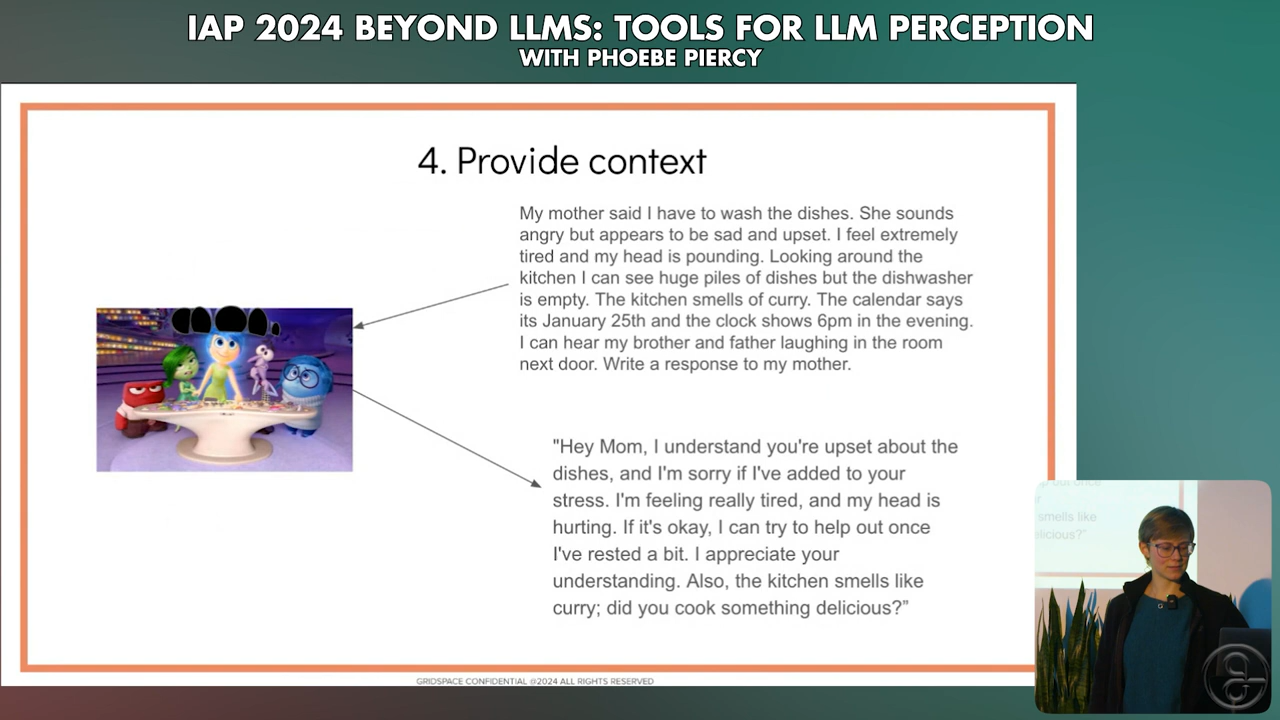 IAP 2024 BEYOND LLMS: TOOLS FOR LLM PERCEPTION
WITH PHOEBE PIERCY
4. Provide context
My mother said I have to wash the dishes. She sounds
angry but appears to be sad and upset. I feel extremely
tired and my head is pounding. Looking around the
kitchen I can see huge piles of dishes but the dishwasher
is empty. The kitchen smells of curry. The calendar says
its January 25th and the clock shows 6pm in the evening.
I can hear my brother and father laughing in the room
next door. Write a response to my mother.
"Hey Mom, I understand you're upset about the
dishes, and I'm sorry if I've added to your
stress. I'm feeling really tired, and my head is
hurting. If it's okay, I can try to help out once
I've rested a bit. I appreciate your
understanding. Also, the kitchen smells like
curry; did you cook something delicious?”
GRIDSPACE CONFIDENTIAL @2024 ALL RIGHTS RESERVED
but once
smells like
elicious?”